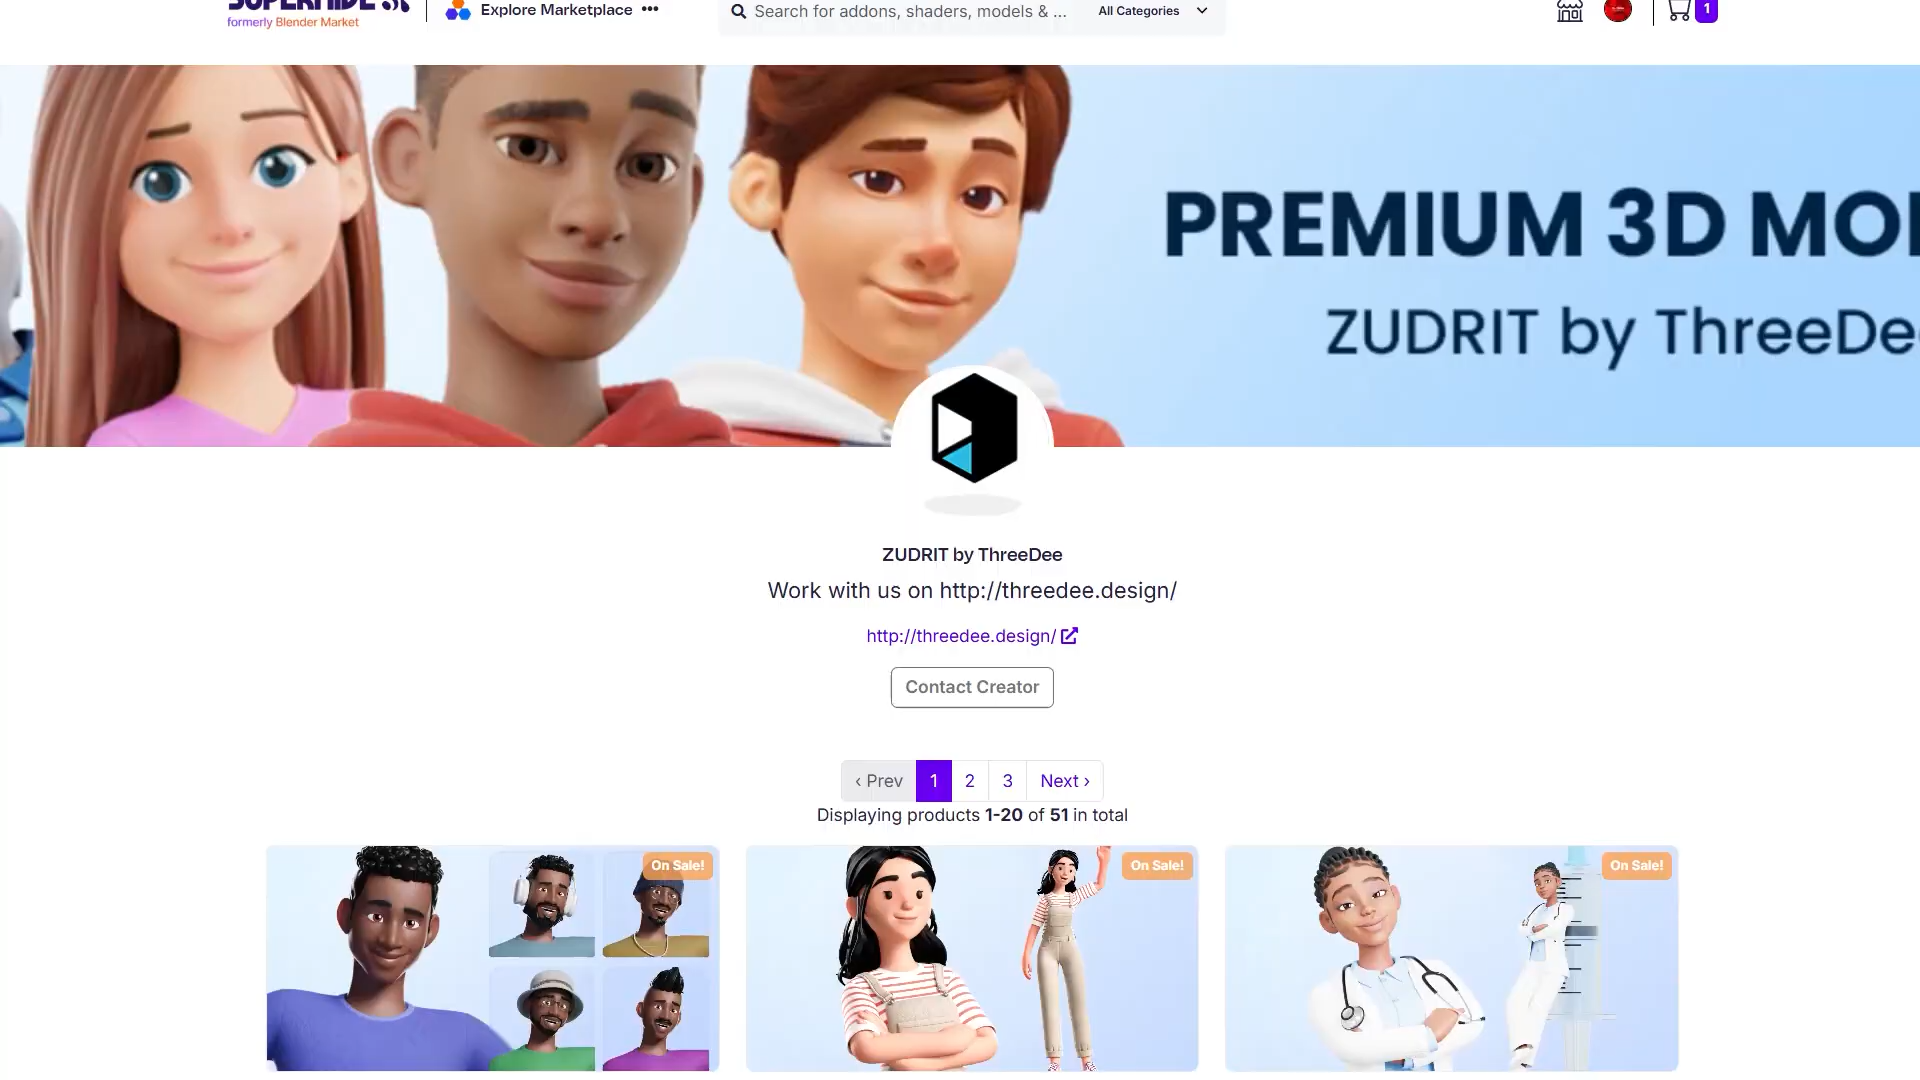 SUPERHIVE
formerly Blender Market
Explore Marketplace •••
Search for addons, shaders, models & ...
All Categories
1
PREMIUM 3D MO
ZUDRIT by ThreeDe
ZUDRIT by ThreeDee
Work with us on http://threedee.design/
http://threedee.design/
Contact Creator
‹ Prev 1 2 3 Next ›
Displaying products 1-20 of 51 in total
On Sale!
On Sale!
On Sale!